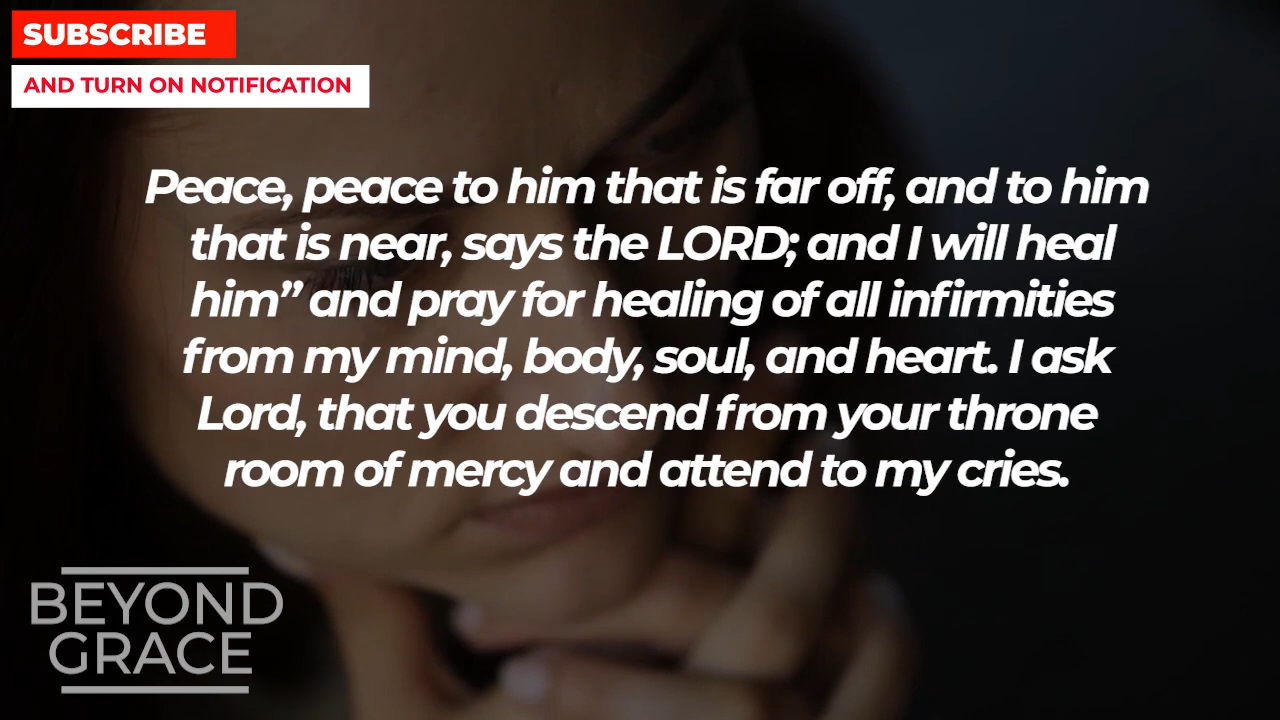 SUBSCRIBE
AND TURN ON NOTIFICATION
Peace, peace to him that is far off, and to him
that is near, says the LORD; and I will heal
him” and pray for healing of all infirmities
from my mind, body, soul, and heart. I ask
Lord, that you descend from your throne
room of mercy and attend to my cries.
BEYOND
GRACE